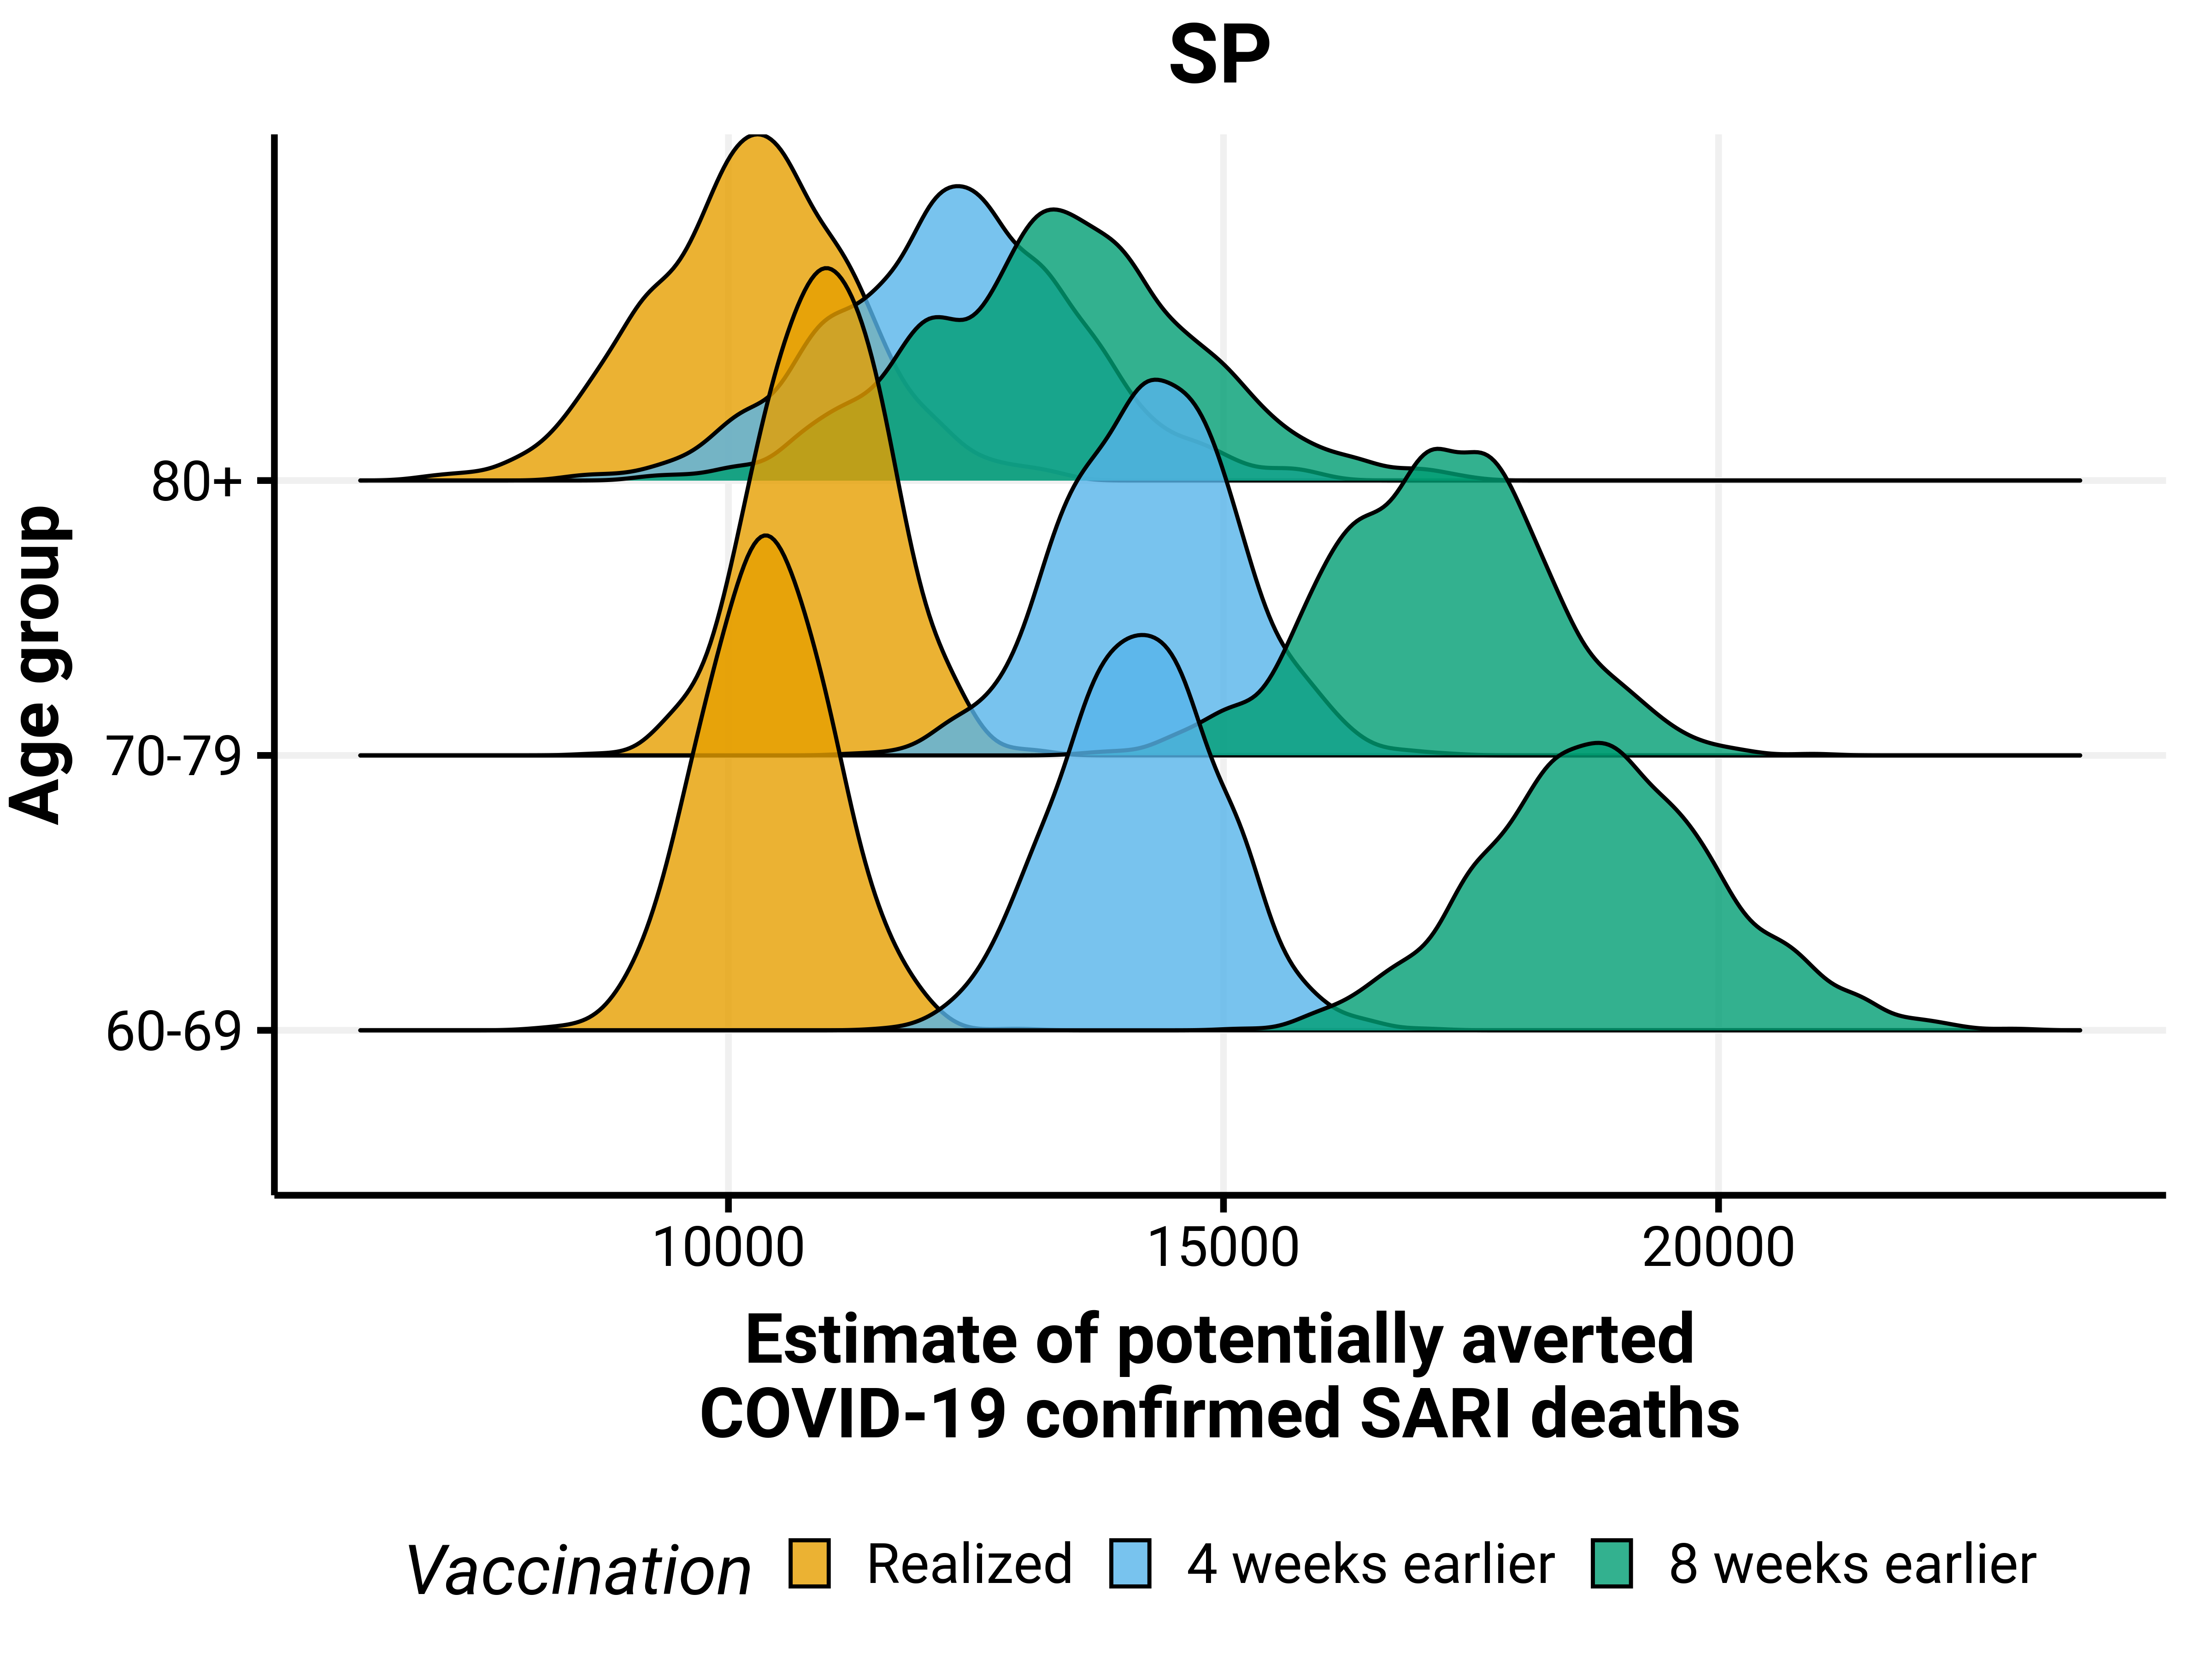 SP
Age group
80+
70-79
60-69
10000 15000 20000
Estimate of potentially averted
COVID-19 confirmed SARI deaths
Vaccination Realized 4 weeks earlier 8 weeks earlier